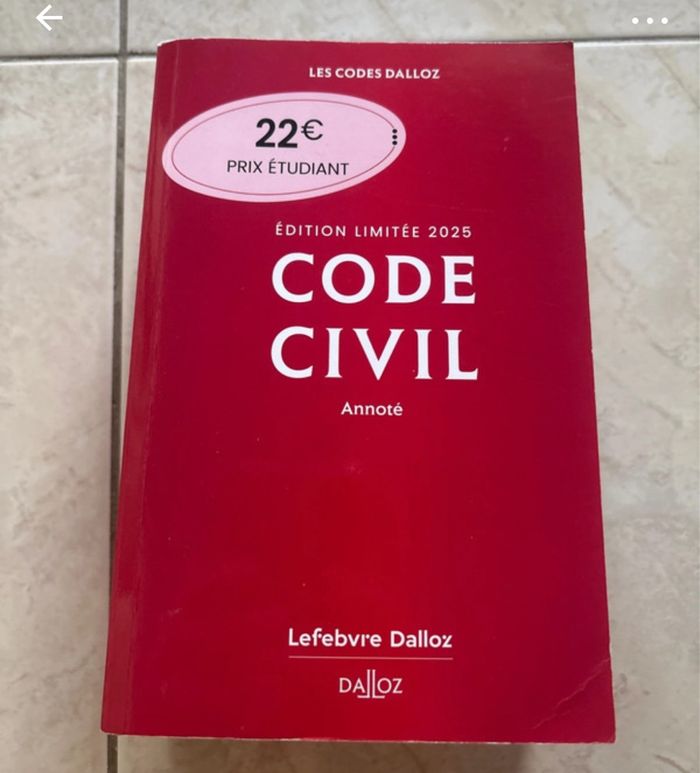 LES CODES DALLOZ
22€
PRIX ÉTUDIANT
ÉDITION LIMITÉE 2025
CODE
CIVIL
Annoté
Lefebvre Dalloz
DALLOZ